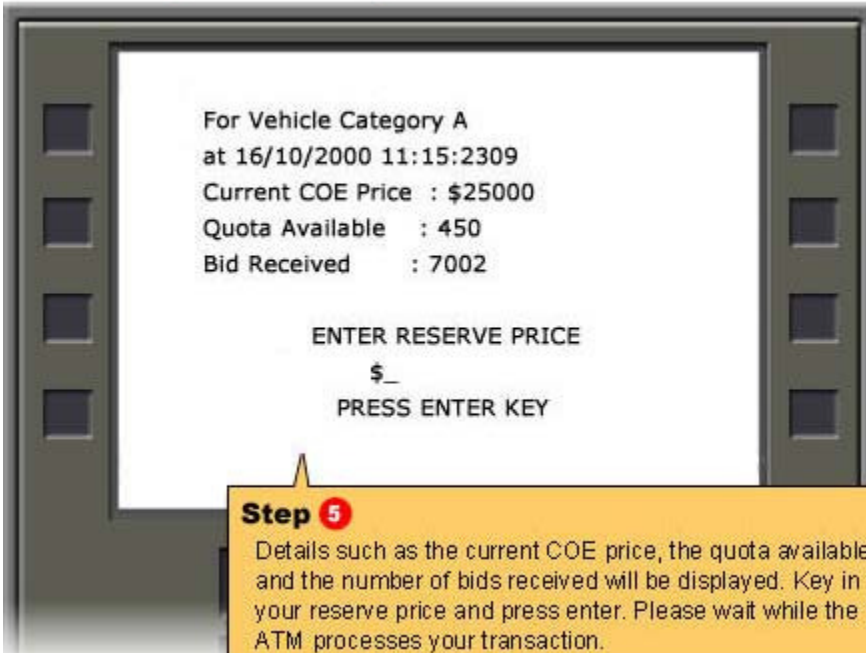 For Vehicle Category A
at 16/10/2000 11:15:2309
Current COE Price : $25000
Quota Available : 450
Bid Received : 7002
ENTER RESERVE PRICE
$_
PRESS ENTER KEY
Step 5
Details such as the current COE price, the quota available
and the number of bids received will be displayed. Key in
your reserve price and press enter. Please wait while the
ATM processes your transaction.